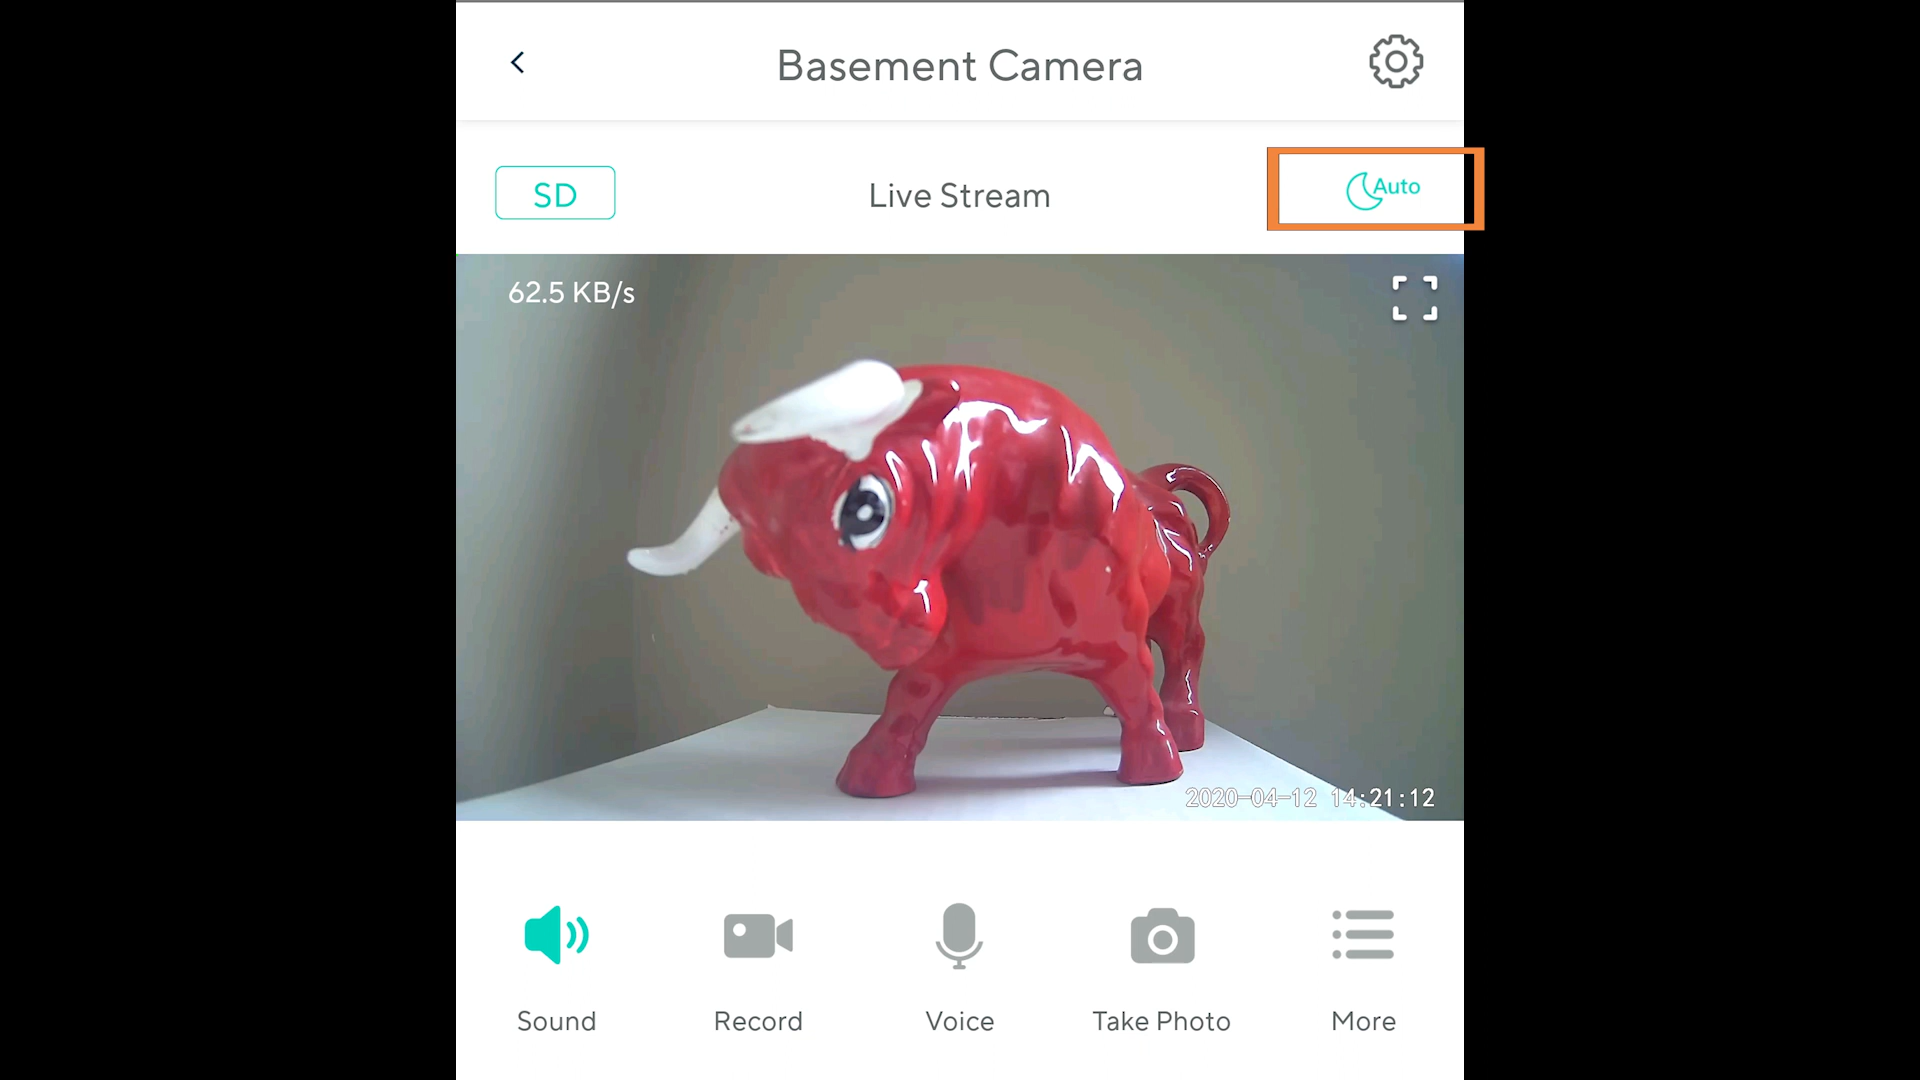 Basement Camera
SD
Live Stream
Auto
62.5 KB/s
2020-04-12 14:21:12
Sound
Record
Voice
Take Photo
More